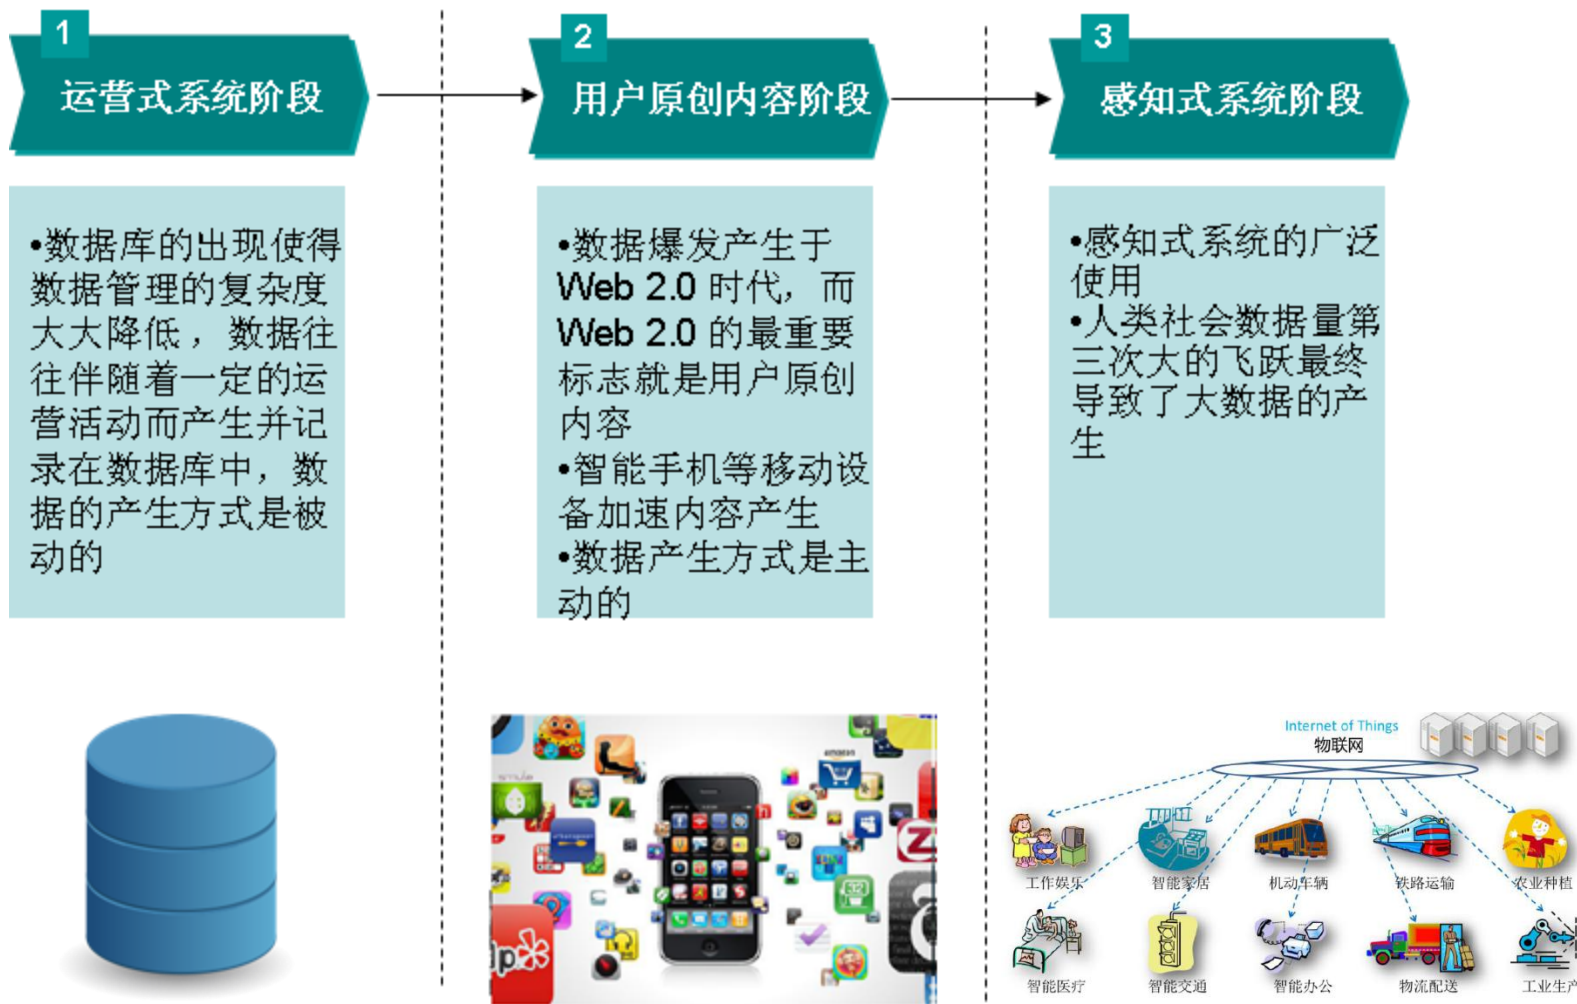 1
运营式系统阶段
2
用户原创内容阶段
3
感知式系统阶段
•数据库的出现使得
数据管理的复杂度
大大降低，数据往
往伴随着一定的运
营活动而产生并记
录在数据库中，数
据的产生方式是被
动的
•数据爆发产生于
Web 2.0 时代，而
Web 2.0 的最重要
标志就是用户原创
内容
•智能手机等移动设
备加速内容产生
•数据产生方式是主
动的
•感知式系统的广泛
使用
•人类社会数据量第
三次大的飞跃最终
导致了大数据的产
生
amazon
32
Internet of Things
物联网
工作娱乐
智能家居
机动车辆
铁路运输
农业种植
智能医疗
智能交通
智能办公
物流配送
工业生产